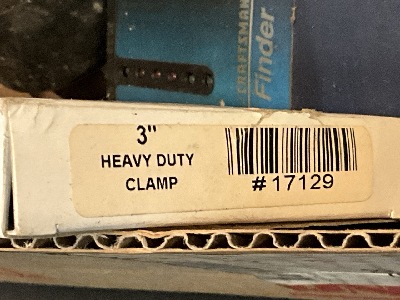 CRAFTSMAN
Finder
3"
HEAVY DUTY
CLAMP
#17129